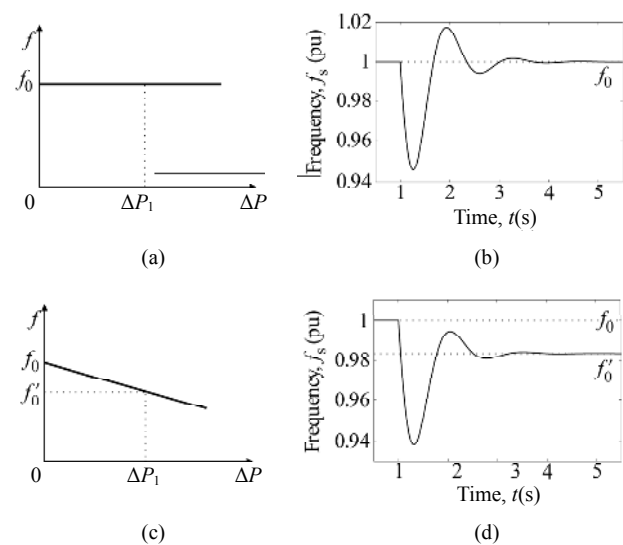 f
f₀
0
ΔP₁
ΔP
(a)
Frequency, fₛ (pu)
1.02
1
0.98
0.96
0.94
f₀
1
2
3
4
5
Time, t(s)
(b)
f
f₀
f′₀
0
ΔP₁
ΔP
(c)
Frequency, fₛ (pu)
1
0.98
0.96
0.94
f₀
f′₀
1
2
3
4
5
Time, t(s)
(d)